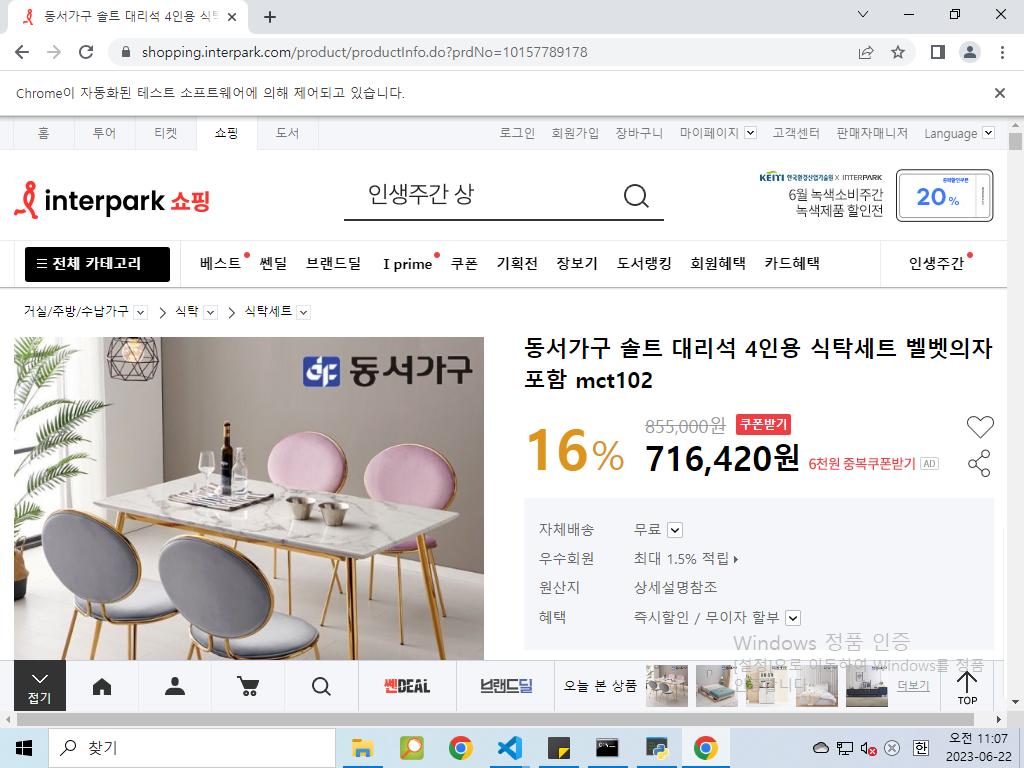 동서가구 솔트 대리석 4인용 식탁
shopping.interpark.com/product/productInfo.do?prdNo=10157789178
Chrome이 자동화된 테스트 소프트웨어에 의해 제어되고 있습니다.
홈 투어 티켓 쇼핑 도서 로그인 회원가입 장바구니 마이페이지 고객센터 판매자매니저 Language
interpark 쇼핑
인생주간 상
KEITI 한국환경산업기술원 X INTERPARK
6월 녹색소비주간
녹색제품 할인전
중복할인쿠폰
20%
전체 카테고리 베스트 쎈딜 브랜드딜 I prime 쿠폰 기획전 장보기 도서랭킹 회원혜택 카드혜택 인생주간
거실/주방/수납가구 식탁 식탁세트
동서가구
동서가구 솔트 대리석 4인용 식탁세트 벨벳의자
포함 mct102
16%
855,000원 쿠폰받기
716,420원 6천원 중복쿠폰받기 AD
자체배송 무료
우수회원 최대 1.5% 적립
원산지 상세설명참조
혜택 즉시할인 / 무이자 할부
Windows 정품 인증
[설정]으로 이동하여 Windows를 정품
접기 쎈DEAL 브랜드딜 오늘 본 상품 더보기 TOP
찾기
한
오전 11:07
2023-06-22